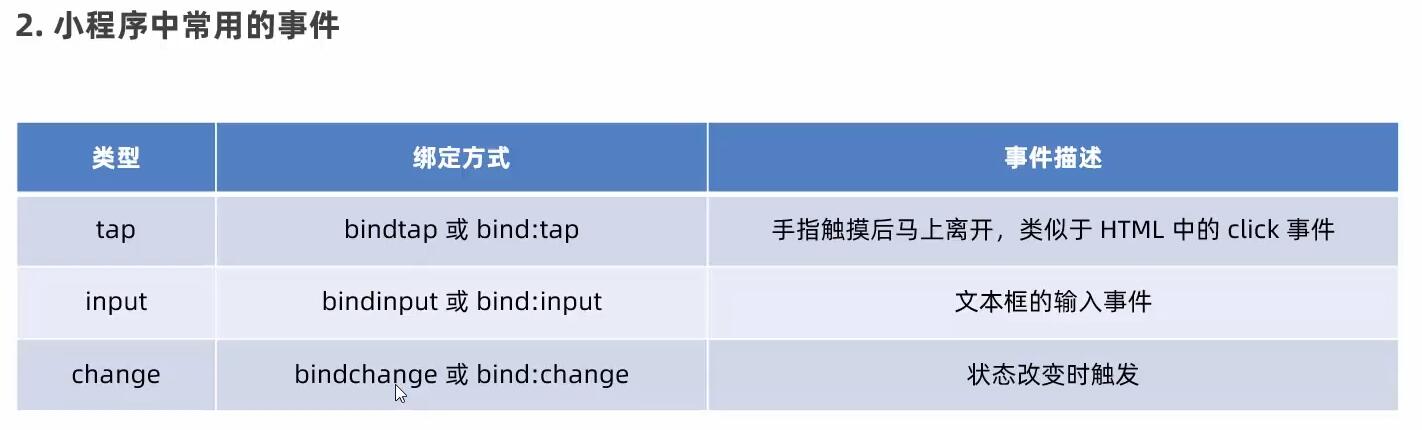 2. 小程序中常用的事件
类型 绑定方式 事件描述
tap bindtap 或 bind:tap 手指触摸后马上离开，类似于 HTML 中的 click 事件
input bindinput 或 bind:input 文本框的输入事件
change bindchange 或 bind:change 状态改变时触发